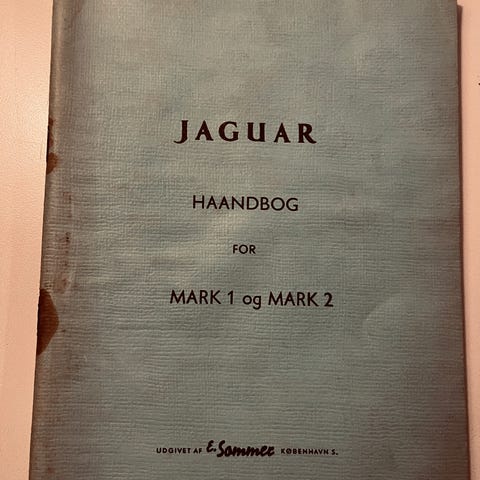 JAGUAR
HAANDBOG
FOR
MARK 1 og MARK 2
UDGIVET AF E. Sommer KØBENHAVN S.